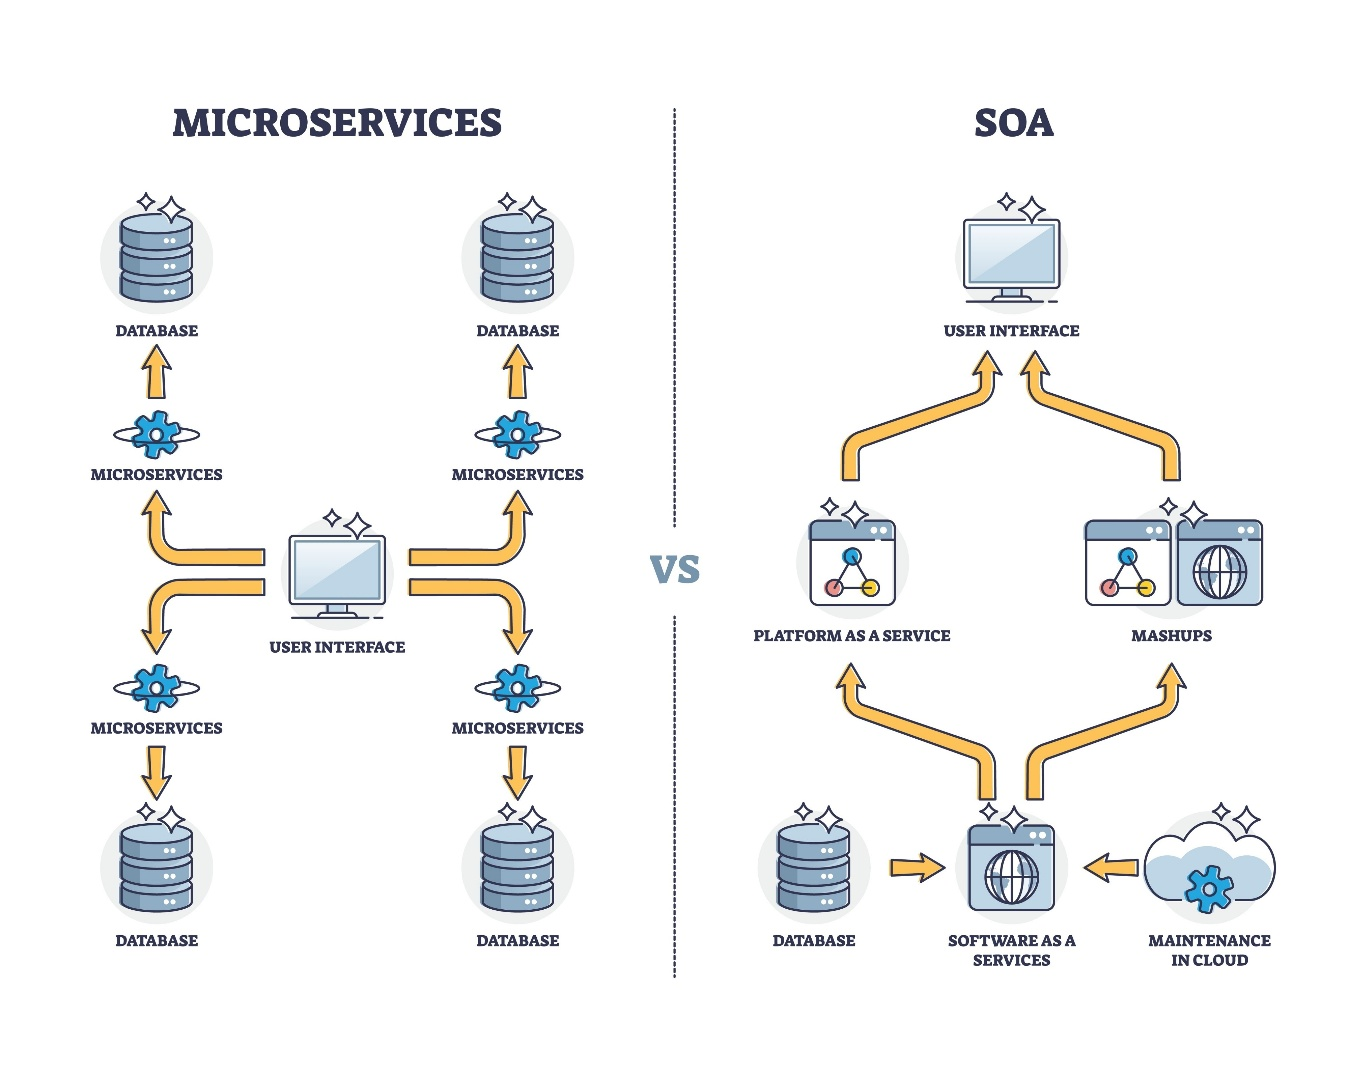 MICROSERVICES
DATABASE
DATABASE
MICROSERVICES
MICROSERVICES
USER INTERFACE
MICROSERVICES
MICROSERVICES
DATABASE
DATABASE
VS
SOA
USER INTERFACE
PLATFORM AS A SERVICE
MASHUPS
DATABASE
SOFTWARE AS A
SERVICES
MAINTENANCE
IN CLOUD